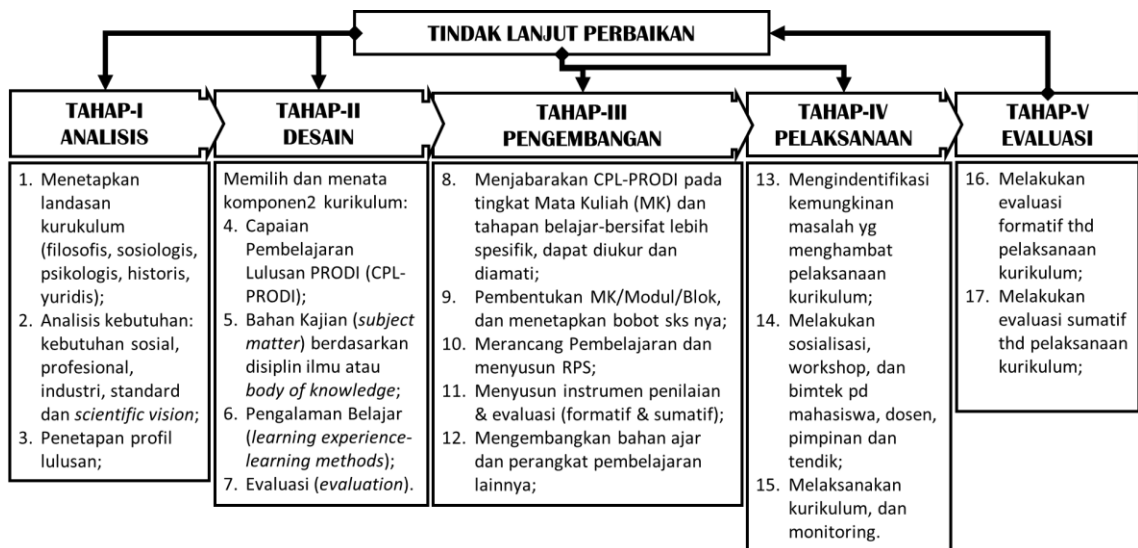 TINDAK LANJUT PERBAIKAN
TAHAP-I
ANALISIS
1. Menetapkan
landasan
kurukulum
(filosofis, sosiologis,
psikologis, historis,
yuridis);
2. Analisis kebutuhan:
kebutuhan sosial,
profesional,
industri, standard
dan scientific vision;
3. Penetapan profil
lulusan;
TAHAP-II
DESAIN
Memilih dan menata
komponen2 kurikulum:
4. Capaian
Pembelajaran
Lulusan PRODI (CPL-
PRODI);
5. Bahan Kajian (subject
matter) berdasarkan
disiplin ilmu atau
body of knowledge;
6. Pengalaman Belajar
(learning experience-
learning methods);
7. Evaluasi (evaluation).
TAHAP-III
PENGEMBANGAN
8. Menjabarakan CPL-PRODI pada
tingkat Mata Kuliah (MK) dan
tahapan belajar-bersifat lebih
spesifik, dapat diukur dan
diamati;
9. Pembentukan MK/Modul/Blok,
dan menetapkan bobot sks nya;
10. Merancang Pembelajaran dan
menyusun RPS;
11. Menyusun instrumen penilaian
& evaluasi (formatif & sumatif);
12. Mengembangkan bahan ajar
dan perangkat pembelajaran
lainnya;
TAHAP-IV
PELAKSANAAN
13. Mengindentifikasi
kemungkinan
masalah yg
menghambat
pelaksanaan
kurikulum;
14. Melakukan
sosialisasi,
workshop, dan
bimtek pd
mahasiswa, dosen,
pimpinan dan
tendik;
15. Melaksanakan
kurikulum, dan
monitoring.
TAHAP-V
EVALUASI
16. Melakukan
evaluasi
formatif thd
pelaksanaan
kurikulum;
17. Melakukan
evaluasi sumatif
thd pelaksanaan
kurikulum;